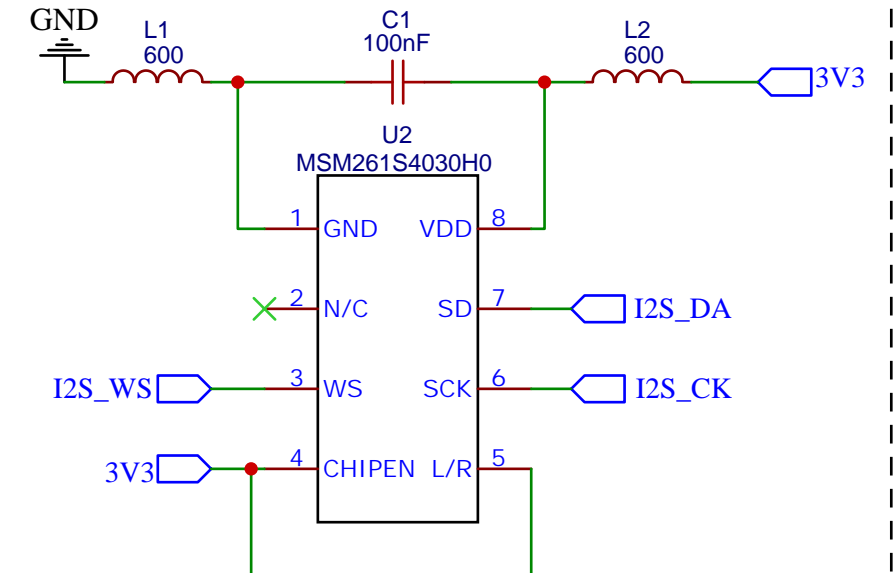 GND
L1
600
C1
100nF
L2
600
3V3
U2
MSM261S4030H0
1 GND VDD 8
2 N/C SD 7 I2S_DA
I2S_WS 3 WS SCK 6 I2S_CK
3V3 4 CHIPEN L/R 5